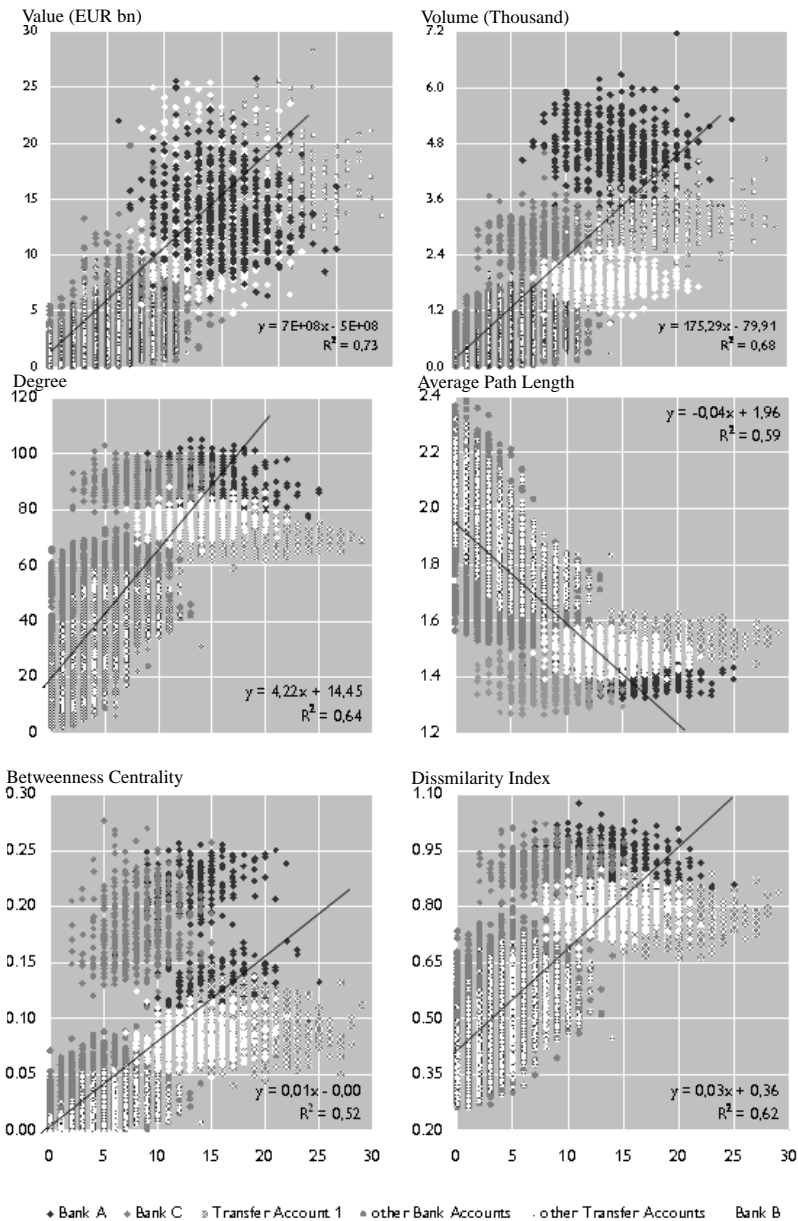 Value (EUR bn)
30
25
20
15
10
5
0
y = 7E+08x - 5E+08
R² = 0,73
Volume (Thousand)
7.2
6.0
4.8
3.6
2.4
1.2
0.0
y = 175,29x - 79,91
R² = 0,68
Degree
120
100
80
60
40
20
0
y = 4,22x + 14,45
R² = 0,64
Average Path Length
2.4
2.2
2.0
1.8
1.6
1.4
1.2
y = -0,04x + 1,96
R² = 0,59
Betweenness Centrality
0.30
0.25
0.20
0.15
0.10
0.05
0.00
y = 0,01x - 0,00
R² = 0,52
0 5 10 15 20 25 30
Dissmilarity Index
1.10
0.95
0.80
0.65
0.50
0.35
0.20
y = 0,03x + 0,36
R² = 0,62
0 5 10 15 20 25 30
Bank A Bank C Transfer Account 1 other Bank Accounts other Transfer Accounts Bank B